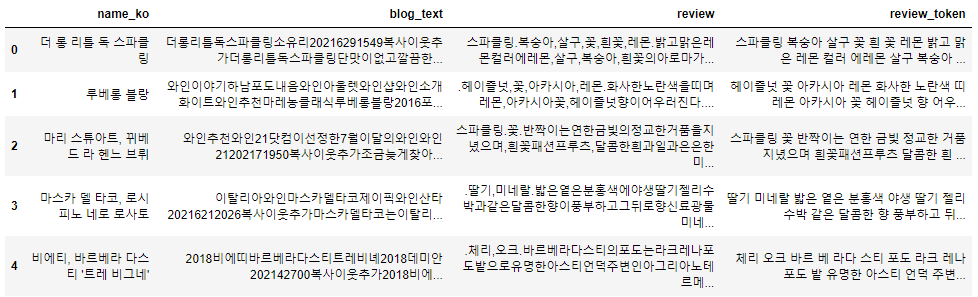 name_ko blog_text review review_token
0 더 롱 리틀 독 스파클링 더롱리틀독스파클링소유리20216291549복사이웃추가더롱리틀독스파클링단맛이없고깔끔한... 스파클링.복숭아,살구,꽃,흰꽃,레몬.밝고맑은레몬컬러에레몬,살구,복숭아,흰꽃의아로마가... 스파클링 복숭아 살구 꽃 흰 꽃 레몬 밝고 맑은 레몬 컬러 에레몬 살구 복숭아 ...
1 루베롱 블랑 와인이야기하남포도내음와인아울렛와인샵와인소개화이트와인추천마레농클래식루베롱블랑2016포... .헤이즐넛,꽃,아카시아,레몬.화사한노란색을띠며레몬,아카시아꽃,헤이즐넛향이어우러진다.... 헤이즐넛 꽃 아카시아 레몬 화사한 노란색 띠며 레몬 아카시아 꽃 헤이즐넛 향 어우...
2 마리 스튜아트, 뀌베 드 라 헨느 브뤼 와인추천와인21닷컴이선정한7월이달의와인와인21202171950복사이웃추가조금늦게찾아... 스파클링.꽃.반짝이는연한금빛의정교한거품을지녔으며,흰꽃패션프루츠,달콤한흰과일과은은한미... 스파클링 꽃 반짝이는 연한 금빛 정교한 거품 지녔으며 흰꽃패션프루츠 달콤한 흰 ...
3 마스카 델 타코, 로시피노 네로 로사토 이탈리아와인마스카델타코제이픽와인산타20216212026복사이웃추가마스카델타코는이탈리... .딸기,미네랄.밟은옅은분홍색에야생딸기젤리수박과같은달콤한향이풍부하고그뒤로향신료광물미네... 딸기 미네랄 밟은 옅은 분홍색 야생 딸기 젤리 수박 같은 달콤한 향 풍부하고 뒤...
4 비에티, 바르베라 다스티 '트레 비그네' 2018비에띠바르베라다스티트레비녜2018데미안202142700복사이웃추가2018비에... .체리,오크.바르베라다스티의포도는라크레나포도밭으로유명한아스티언덕주변인아그리아노테르메... 체리 오크 바르 베 라다 스티 포도 라크 레나 포도 밭 유명한 아스티 언덕 주변...